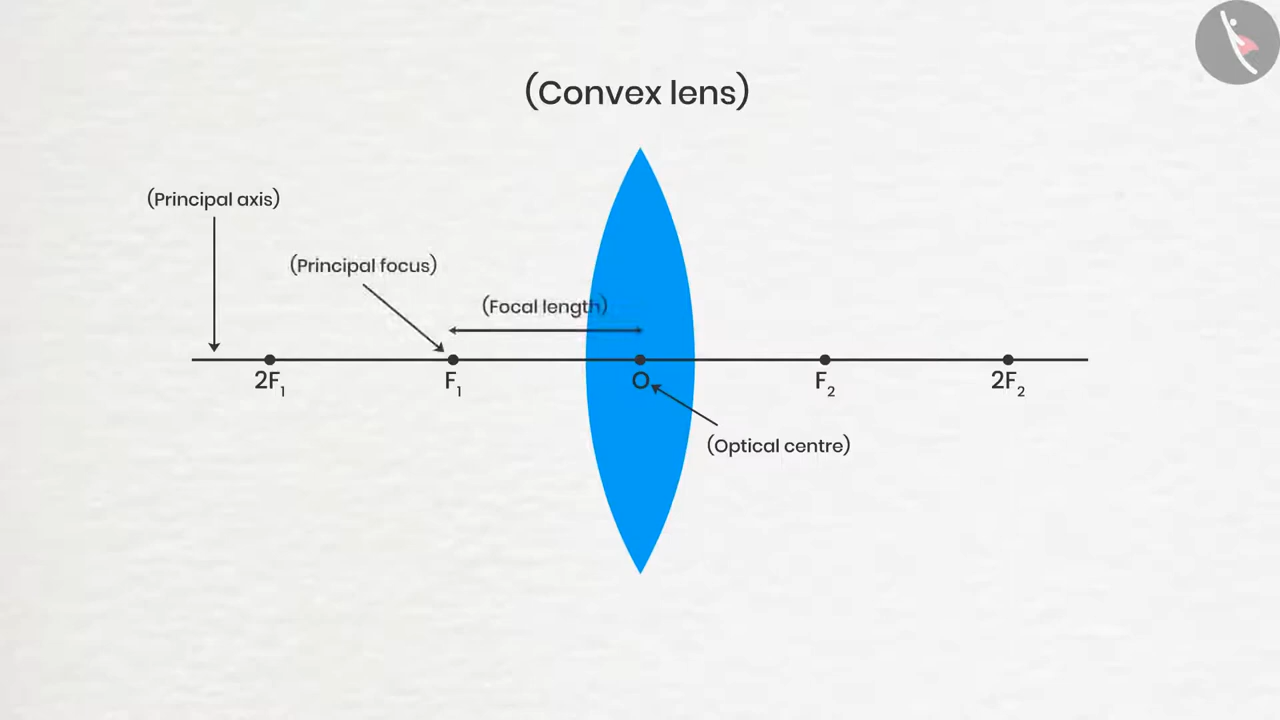 (Convex lens)
(Principal axis)
(Principal focus)
(Focal length)
2F₁
F₁
O
F₂
2F₂
(Optical centre)